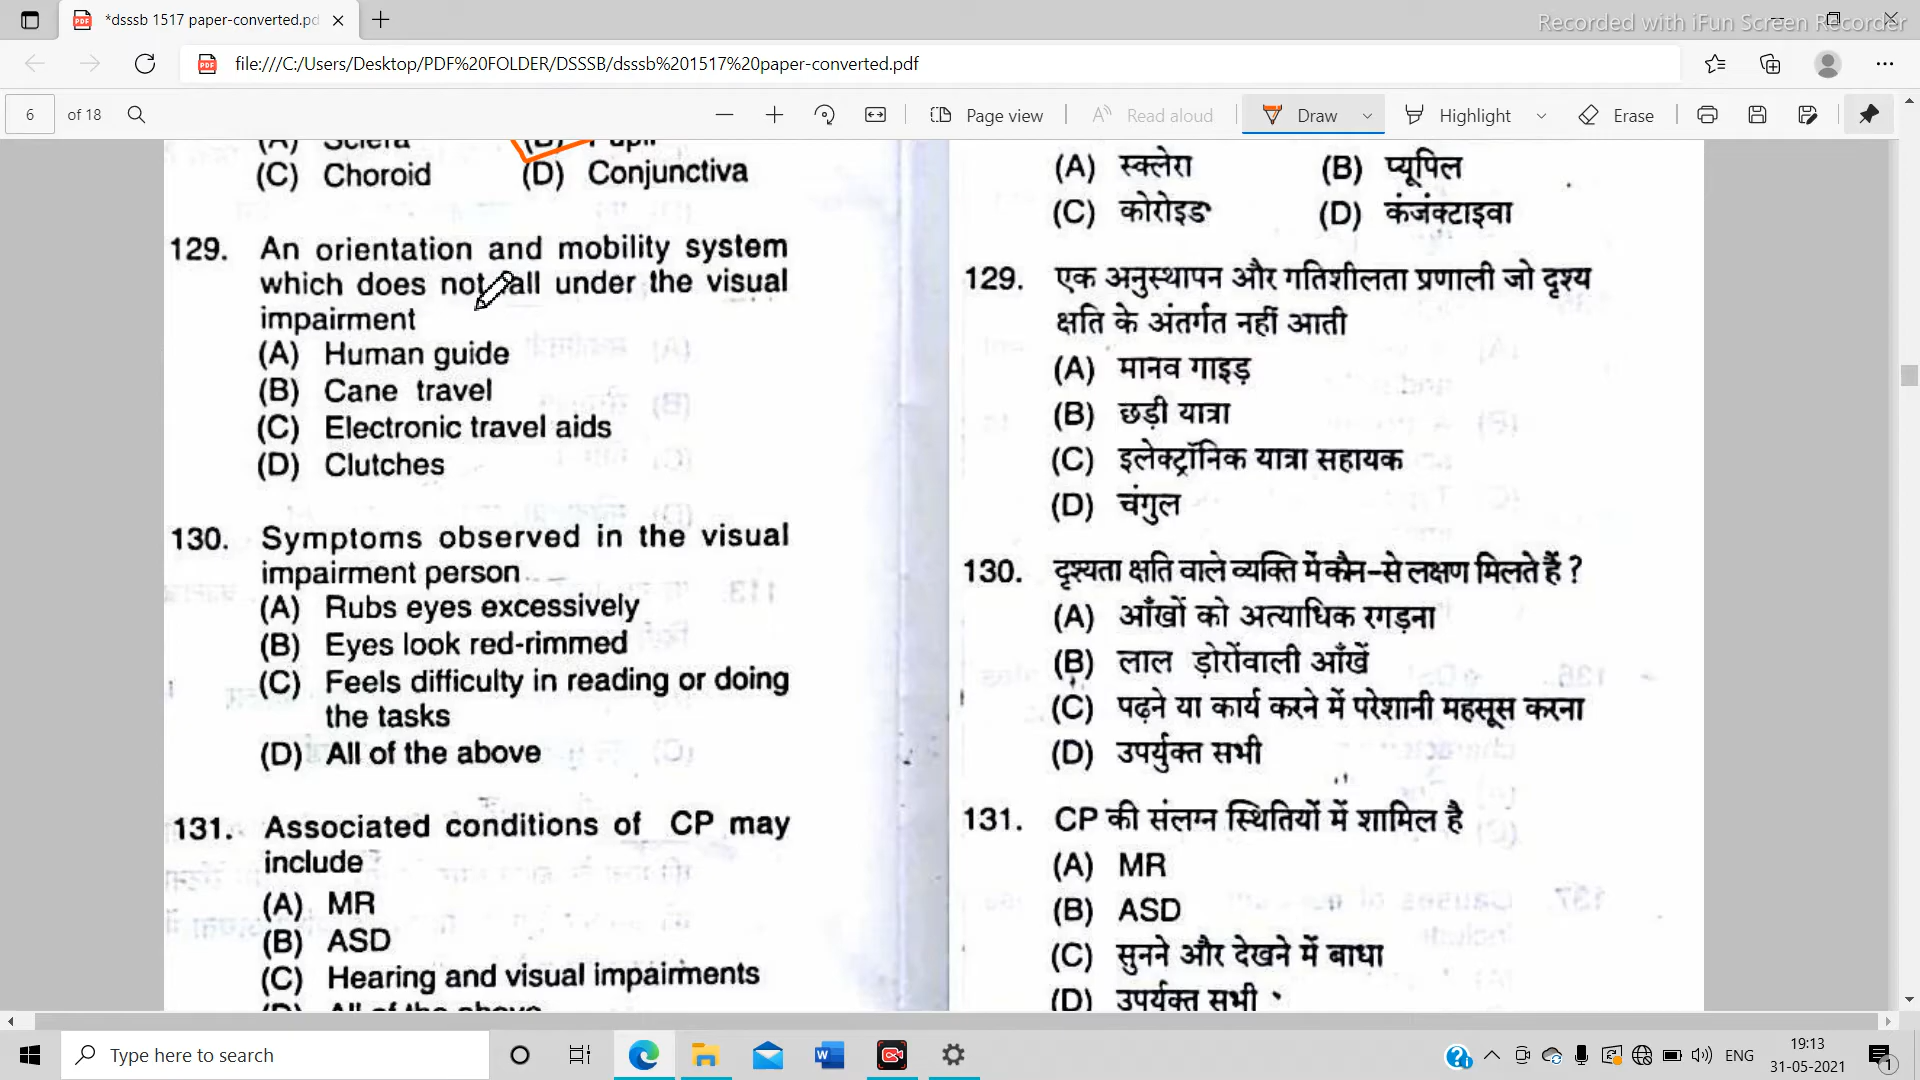 *dsssb 1517 paper-converted.pd
Recorded with iFun Screen Recorder
file:///C:/Users/Desktop/PDF%20FOLDER/DSSSB/dsssb%201517%20paper-converted.pdf
6 of 18
Page view
Read aloud
Draw
Highlight
Erase
(A) Sclera (B) Pupil
(C) Choroid (D) Conjunctiva
129. An orientation and mobility system
which does not fall under the visual
impairment
(A) Human guide
(B) Cane travel
(C) Electronic travel aids
(D) Clutches
130. Symptoms observed in the visual
impairment person
(A) Rubs eyes excessively
(B) Eyes look red-rimmed
(C) Feels difficulty in reading or doing
the tasks
(D) All of the above
131. Associated conditions of CP may
include
(A) MR
(B) ASD
(C) Hearing and visual impairments
(D) All of the above
(A) स्क्लेरा (B) प्यूपिल
(C) कोरोइड (D) कंजंक्टाइवा
129. एक अनुस्थापन और गतिशीलता प्रणाली जो दृश्य
क्षति के अंतर्गत नहीं आती
(A) मानव गाइड़
(B) छड़ी यात्रा
(C) इलेक्ट्रॉनिक यात्रा सहायक
(D) चंगुल
130. दृश्यता क्षति वाले व्यक्ति में कौन-से लक्षण मिलते हैं ?
(A) आँखों को अत्याधिक रगड़ना
(B) लाल ड़ोरोंवाली आँखें
(C) पढ़ने या कार्य करने में परेशानी महसूस करना
(D) उपर्युक्त सभी
131. CP की संलग्न स्थितियों में शामिल है
(A) MR
(B) ASD
(C) सुनने और देखने में बाधा
(D) उपर्युक्त सभी
Type here to search
ENG
19:13
31-05-2021
1